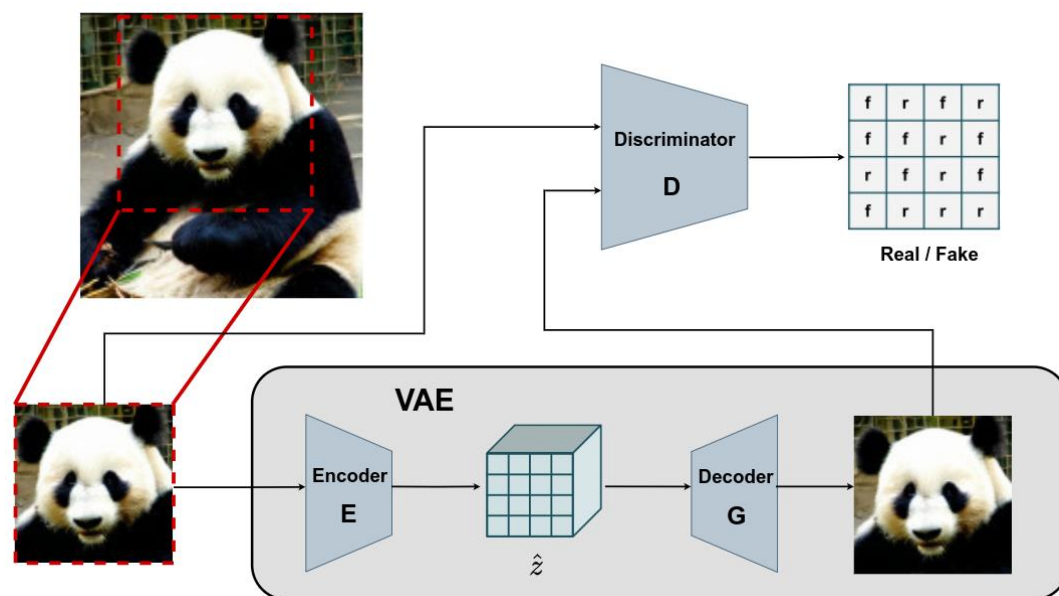 Discriminator
D
f r f r
f f r f
r f r f
f r r r
Real / Fake
VAE
Encoder
E
ẑ
Decoder
G